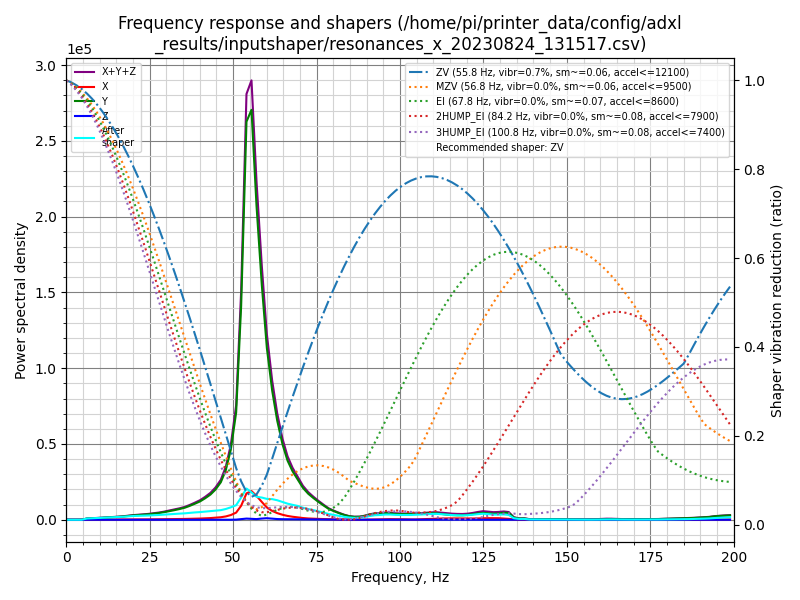 Frequency response and shapers (/home/pi/printer_data/config/adxl
_results/inputshaper/resonances_x_20230824_131517.csv)
1e5
X+Y+Z
X
Y
Z
After
shaper
ZV (55.8 Hz, vibr=0.7%, sm~=0.06, accel<=12100)
MZV (56.8 Hz, vibr=0.0%, sm~=0.06, accel<=9500)
EI (67.8 Hz, vibr=0.0%, sm~=0.07, accel<=8600)
2HUMP_EI (84.2 Hz, vibr=0.0%, sm~=0.08, accel<=7900)
3HUMP_EI (100.8 Hz, vibr=0.0%, sm~=0.08, accel<=7400)
Recommended shaper: ZV
Power spectral density
3.0
2.5
2.0
1.5
1.0
0.5
0.0
1.0
0.8
0.6
0.4
0.2
0.0
Shaper vibration reduction (ratio)
0 25 50 75 100 125 150 175 200
Frequency, Hz